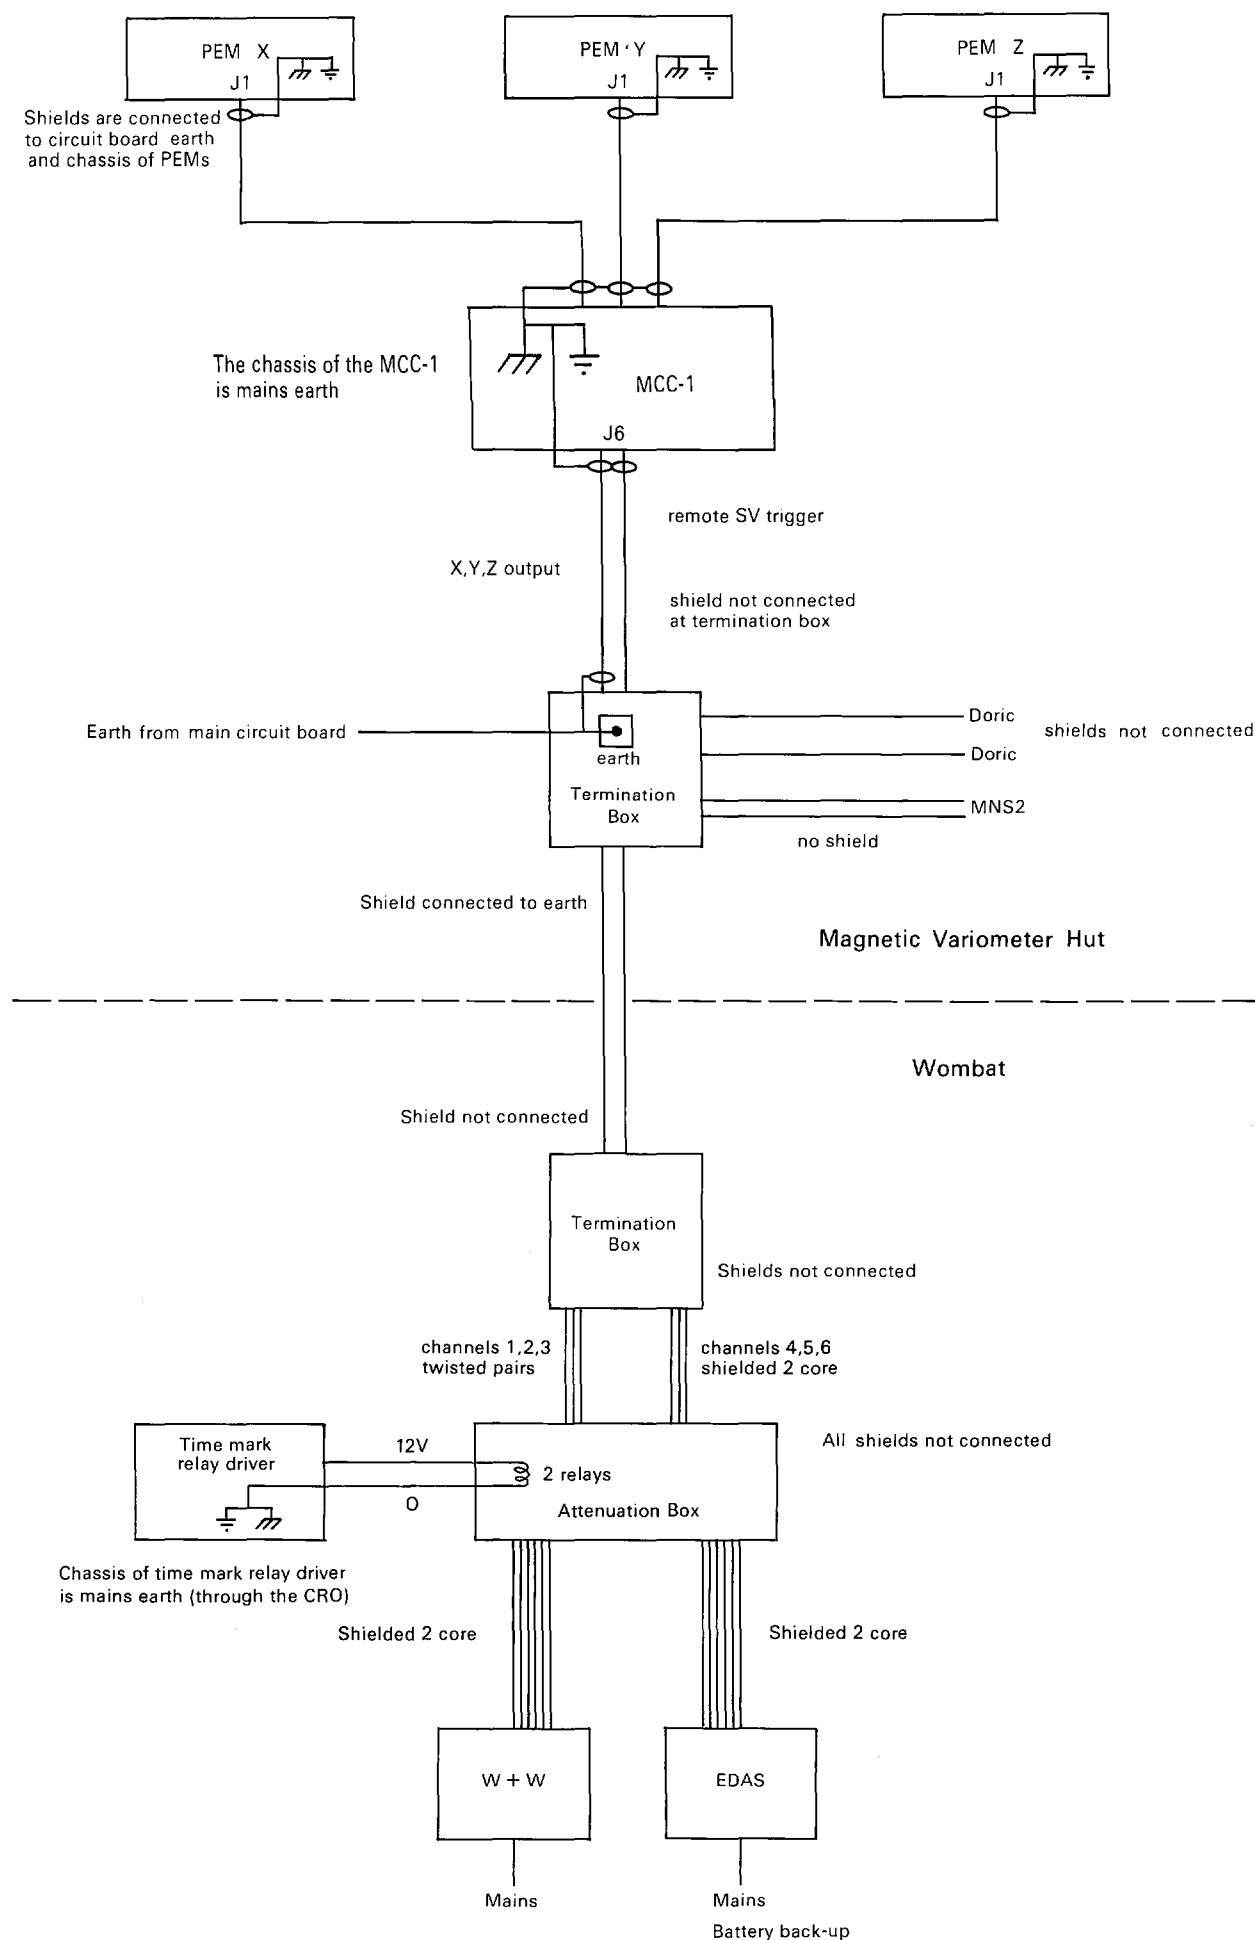 PEM X
J1
PEM Y
J1
PEM Z
J1
Shields are connected
to circuit board earth
and chassis of PEMs
The chassis of the MCC-1
is mains earth
MCC-1
J6
remote SV trigger
X,Y,Z output
shield not connected
at termination box
Earth from main circuit board
earth
Termination
Box
Doric
Doric
shields not connected
MNS2
no shield
Shield connected to earth
Magnetic Variometer Hut
Wombat
Shield not connected
Termination
Box
Shields not connected
channels 1,2,3
twisted pairs
channels 4,5,6
shielded 2 core
Time mark
relay driver
12V
O
2 relays
Attenuation Box
All shields not connected
Chassis of time mark relay driver
is mains earth (through the CRO)
Shielded 2 core
Shielded 2 core
W + W
EDAS
Mains
Mains
Battery back-up